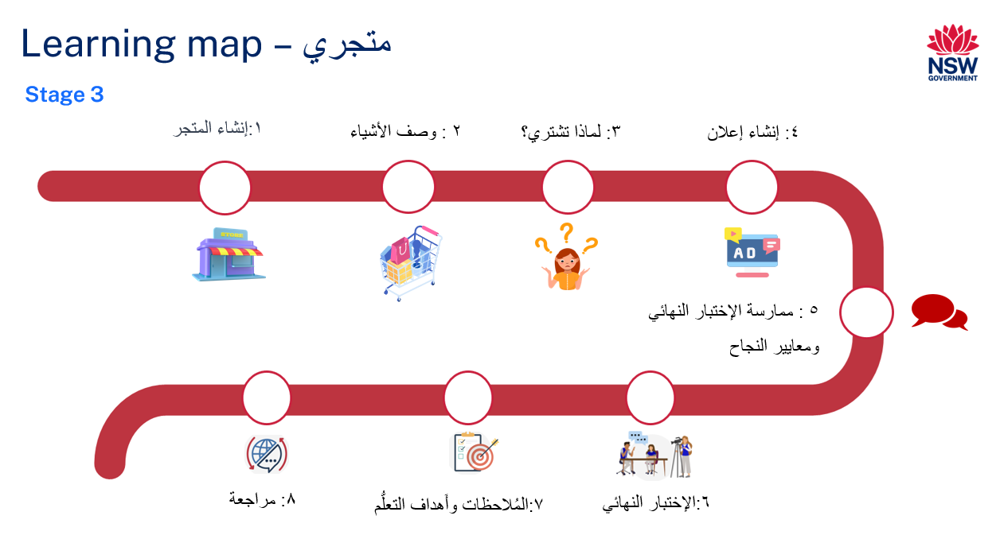 Learning map – متجري
NSW
GOVERNMENT
Stage 3
١:إنشاء المتجر
٢ : وصف الأشياء
٣: لماذا تشتري؟
٤: إنشاء إعلان
STORE
AD
٥ : ممارسة الإختبار النهائي
ومعايير النجاح
٦:الإختبار النهائي
٧:المُلاحظات وأهداف التعلُّم
٨: مراجعة